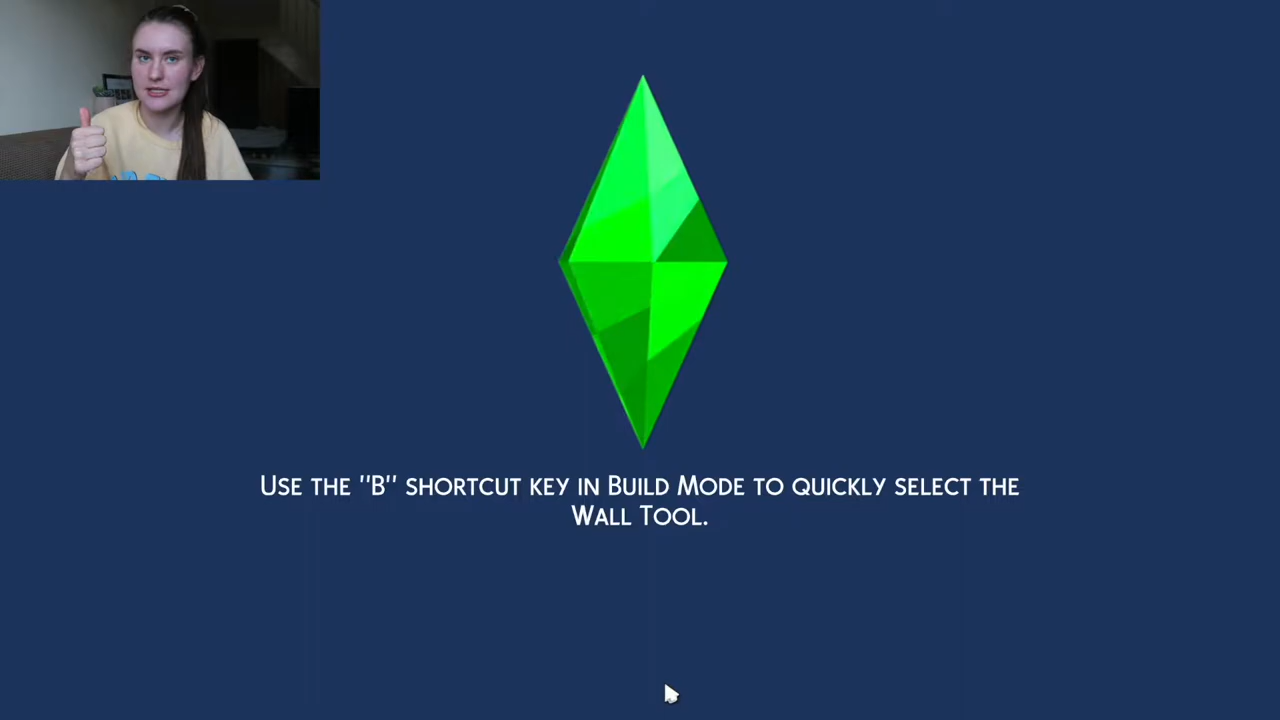 Use the "B" shortcut key in Build Mode to quickly select the
Wall Tool.